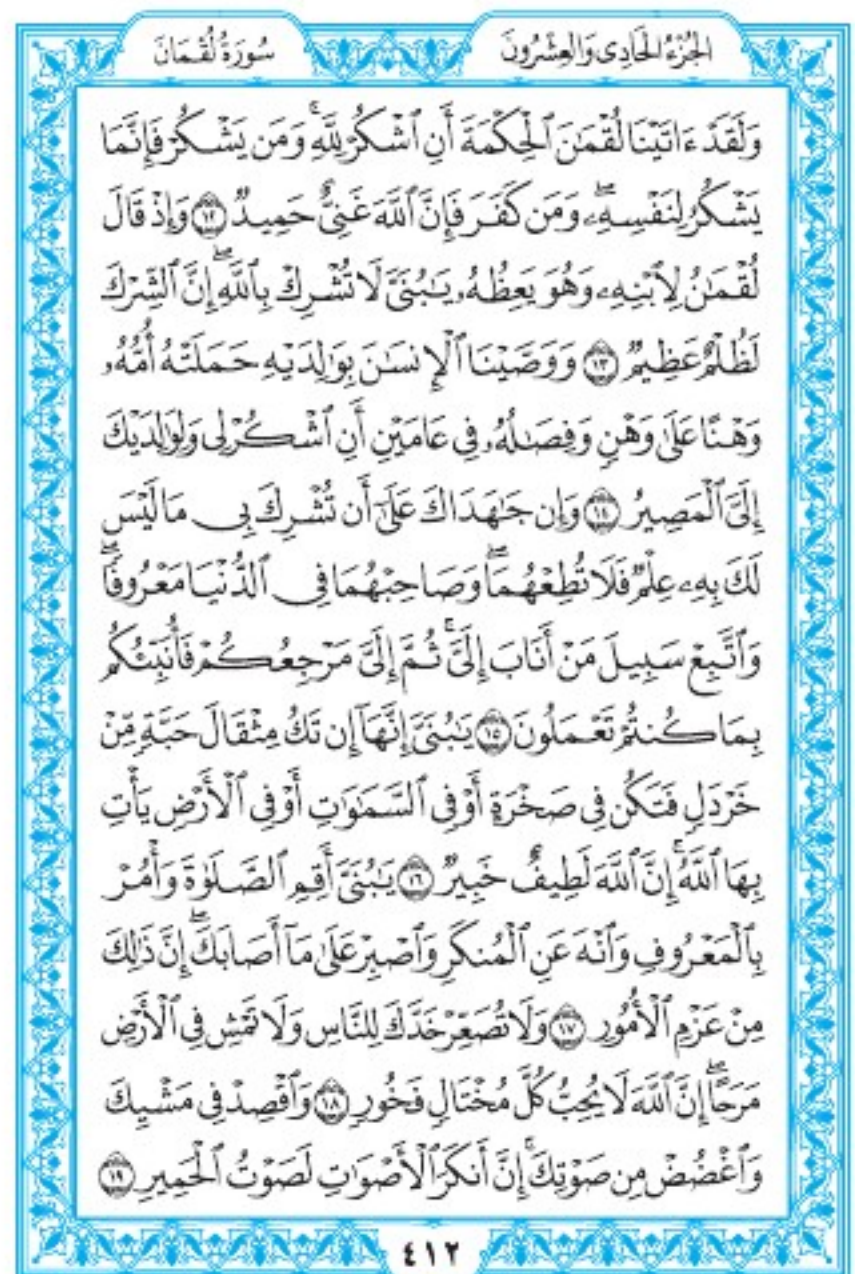 الجُزْءُ الحَادِى وَالعِشْرُونَ
سُورَةُ لُقْمَانَ
وَلَقَدْ ءَاتَيْنَا لُقْمَٰنَ ٱلْحِكْمَةَ أَنِ ٱشْكُرْ لِلَّهِۚ وَمَن يَشْكُرْ فَإِنَّمَا
يَشْكُرُ لِنَفْسِهِۦۖ وَمَن كَفَرَ فَإِنَّ ٱللَّهَ غَنِىٌّ حَمِيدٌ ١٢ وَإِذْ قَالَ
لُقْمَٰنُ لِٱبْنِهِۦ وَهُوَ يَعِظُهُۥ يَٰبُنَىَّ لَا تُشْرِكْ بِٱللَّهِۖ إِنَّ ٱلشِّرْكَ
لَظُلْمٌ عَظِيمٌ ١٣ وَوَصَّيْنَا ٱلْإِنسَٰنَ بِوَٰلِدَيْهِ حَمَلَتْهُ أُمُّهُۥ
وَهْنًا عَلَىٰ وَهْنٍ وَفِصَٰلُهُۥ فِى عَامَيْنِ أَنِ ٱشْكُرْ لِى وَلِوَٰلِدَيْكَ
إِلَىَّ ٱلْمَصِيرُ ١٤ وَإِن جَٰهَدَاكَ عَلَىٰٓ أَن تُشْرِكَ بِى مَا لَيْسَ
لَكَ بِهِۦ عِلْمٌ فَلَا تُطِعْهُمَاۖ وَصَاحِبْهُمَا فِى ٱلدُّنْيَا مَعْرُوفًاۖ
وَٱتَّبِعْ سَبِيلَ مَنْ أَنَابَ إِلَىَّۚ ثُمَّ إِلَىَّ مَرْجِعُكُمْ فَأُنَبِّئُكُم
بِمَا كُنتُمْ تَعْمَلُونَ ١٥ يَٰبُنَىَّ إِنَّهَآ إِن تَكُ مِثْقَالَ حَبَّةٍ مِّنْ
خَرْدَلٍ فَتَكُن فِى صَخْرَةٍ أَوْ فِى ٱلسَّمَٰوَٰتِ أَوْ فِى ٱلْأَرْضِ يَأْتِ
بِهَا ٱللَّهُۚ إِنَّ ٱللَّهَ لَطِيفٌ خَبِيرٌ ١٦ يَٰبُنَىَّ أَقِمِ ٱلصَّلَوٰةَ وَأْمُرْ
بِٱلْمَعْرُوفِ وَٱنْهَ عَنِ ٱلْمُنكَرِ وَٱصْبِرْ عَلَىٰ مَآ أَصَابَكَۖ إِنَّ ذَٰلِكَ
مِنْ عَزْمِ ٱلْأُمُورِ ١٧ وَلَا تُصَعِّرْ خَدَّكَ لِلنَّاسِ وَلَا تَمْشِ فِى ٱلْأَرْضِ
مَرَحًاۖ إِنَّ ٱللَّهَ لَا يُحِبُّ كُلَّ مُخْتَالٍ فَخُورٍ ١٨ وَٱقْصِدْ فِى مَشْيِكَ
وَٱغْضُضْ مِن صَوْتِكَۚ إِنَّ أَنكَرَ ٱلْأَصْوَٰتِ لَصَوْتُ ٱلْحَمِيرِ ١٩
٤١٢